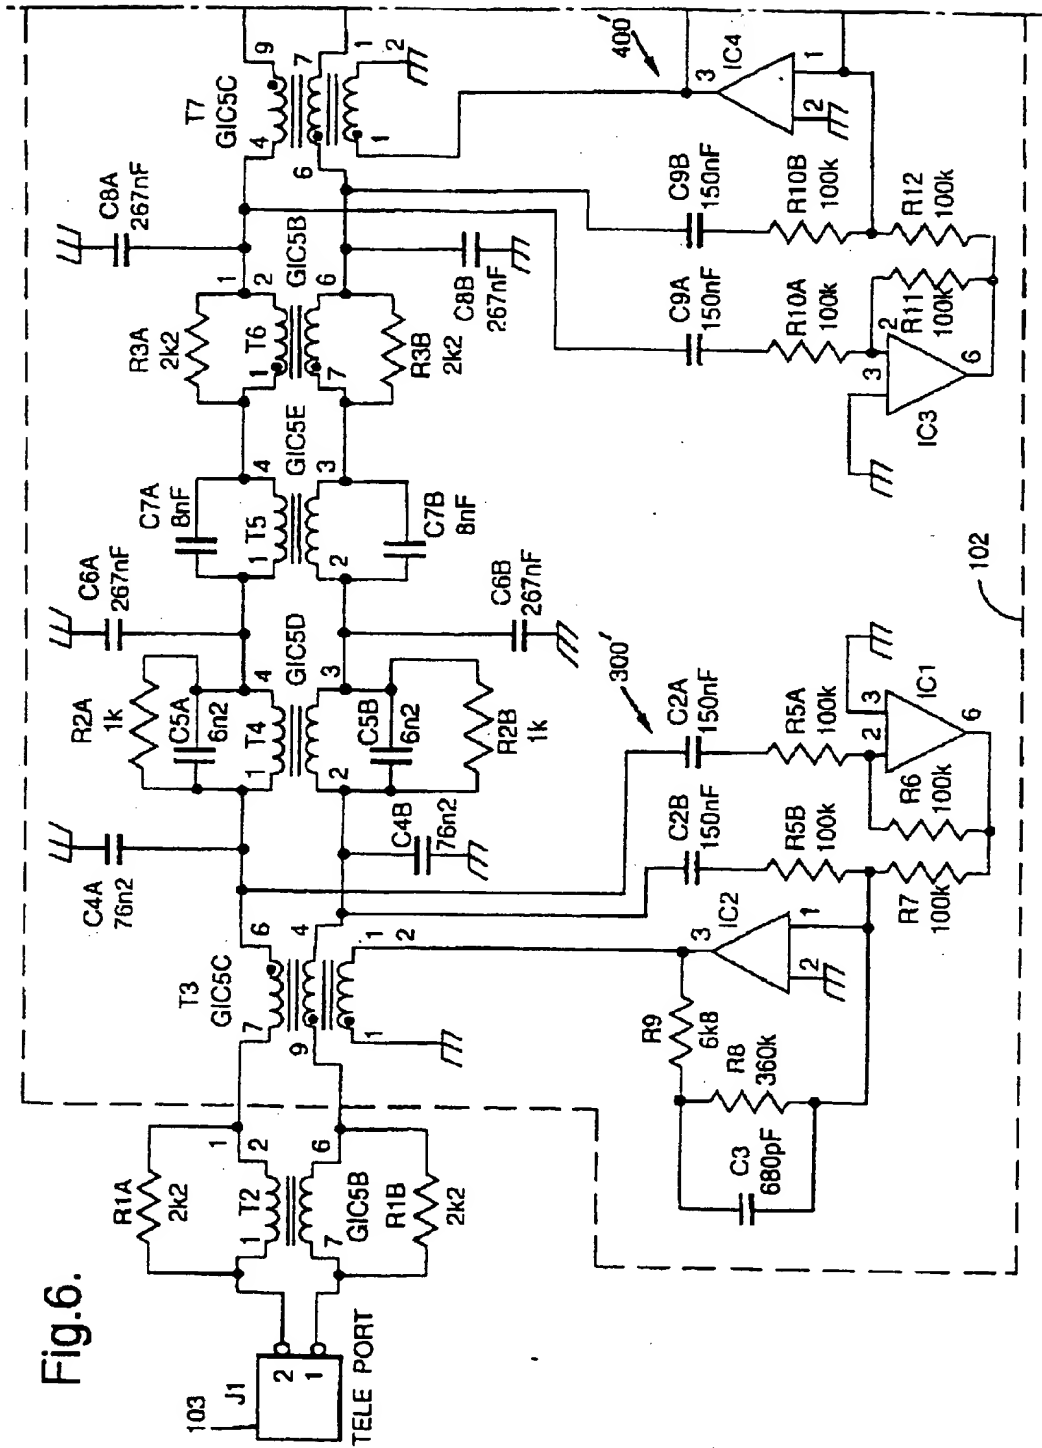 Fig.6.
103
J1
2
1
TELE PORT
R1A
2k2
1
1
T2
2
7
6
GIC5B
R1B
2k2
T3
GIC5C
7
6
9
4
1
1
2
C4A
76n2
C4B
76n2
R2A
1k
C5A
6n2
1
T4
4
2
3
GIC5D
C5B
6n2
R2B
1k
C6A
267nF
C6B
267nF
C7A
8nF
1
T5
4
2
3
GIC5E
C7B
8nF
R3A
2k2
1
1
T6
2
7
6
GIC5B
R3B
2k2
C8A
267nF
C8B
267nF
T7
GIC5C
4
9
6
7
1
1
2
300'
C2A
150nF
C2B
150nF
R5A
100k
R5B
100k
R6
100k
R7
100k
IC1
3
2
6
IC2
3
1
2
R9
6k8
R8
360k
C3
680pF
102
400'
C9A
150nF
C9B
150nF
R10A
100k
R10B
100k
R11
100k
R12
100k
IC3
3
2
6
IC4
3
1
2